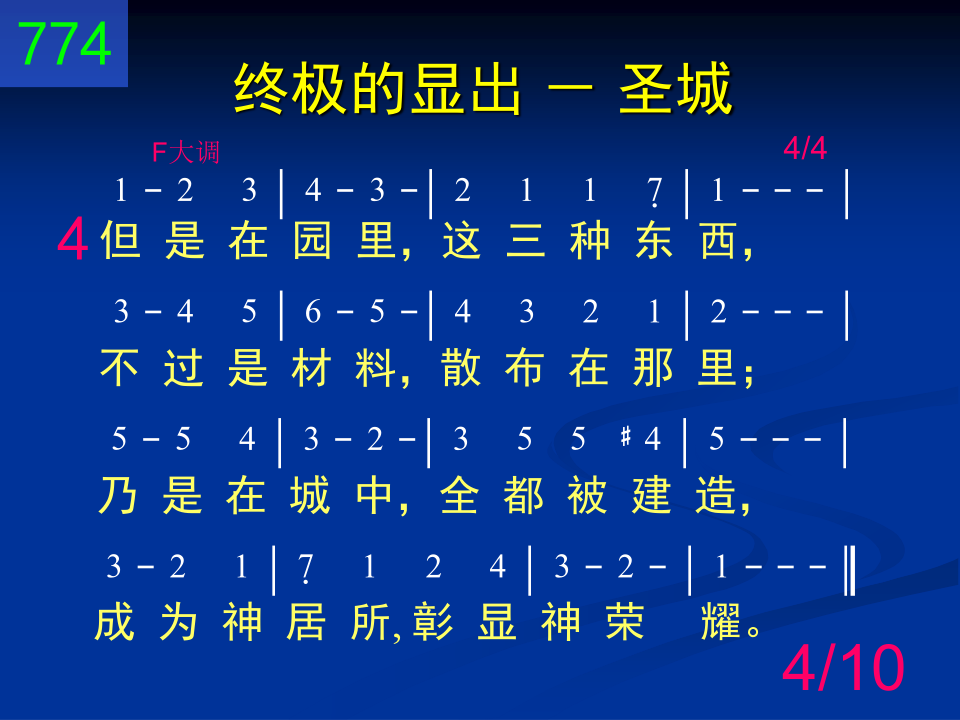 774
终极的显出 － 圣城
F大调 4/4
1 - 2 3 | 4 - 3 - | 2 1 1 7̣ | 1 - - - |
4 但 是 在 园 里，这 三 种 东 西，
3 - 4 5 | 6 - 5 - | 4 3 2 1 | 2 - - - |
不 过 是 材 料，散 布 在 那 里；
5 - 5 4 | 3 - 2 - | 3 5 5 ♯4 | 5 - - - |
乃 是 在 城 中，全 都 被 建 造，
3 - 2 1 | 7̣ 1 2 4 | 3 - 2 - | 1 - - - ‖
成 为 神 居 所, 彰 显 神 荣 耀。
4/10